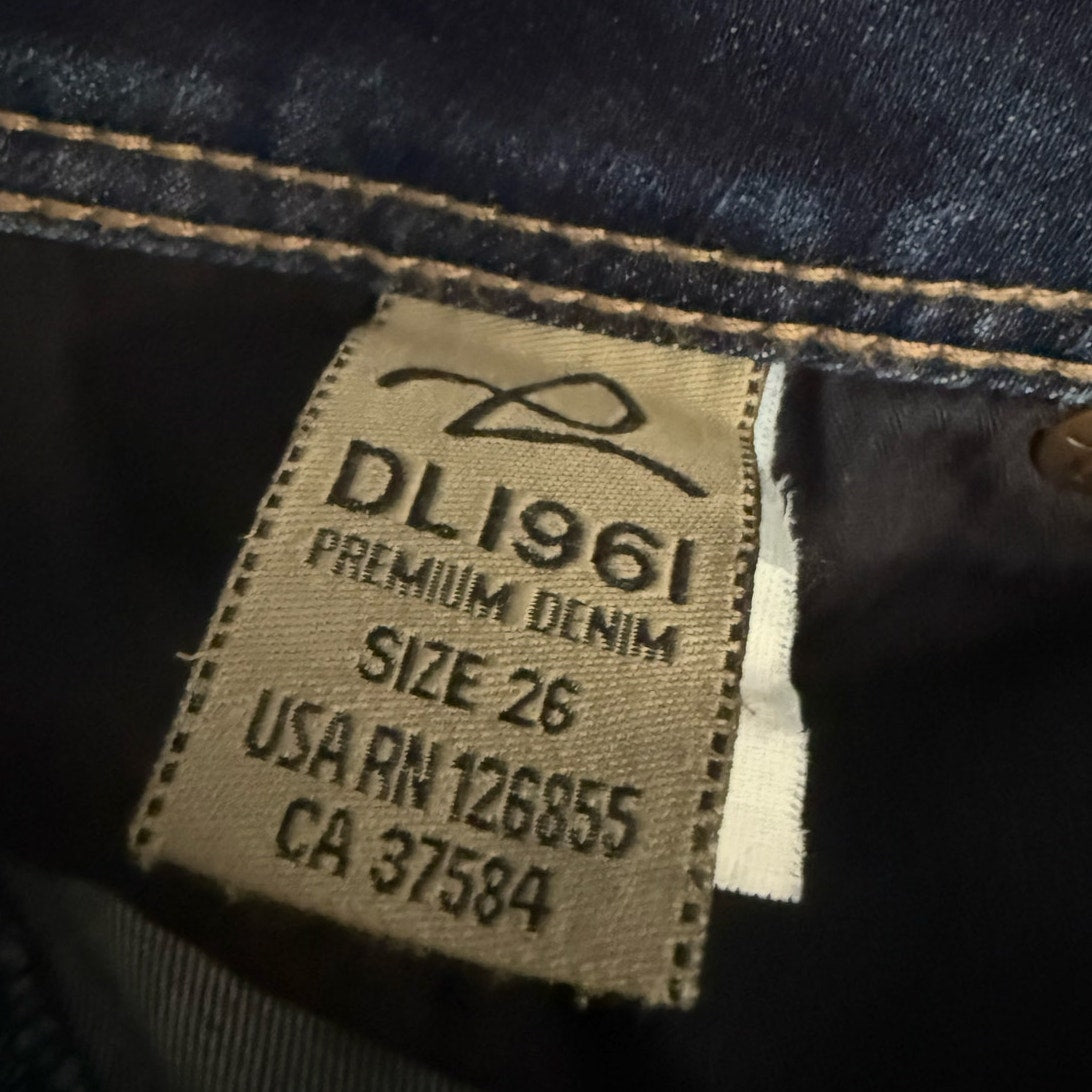 DL1961
PREMIUM DENIM
SIZE 26
USA RN 126855
CA 37584